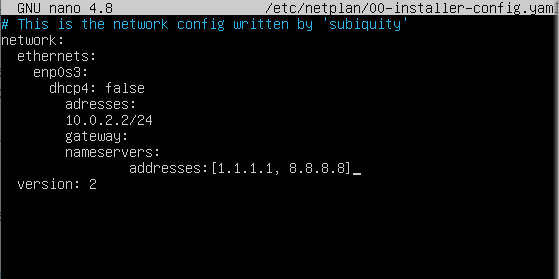 GNU nano 4.8 /etc/netplan/00-installer-config.yaml
# This is the network config written by 'subiquity'
network:
ethernets:
enp0s3:
dhcp4: false
adresses:
10.0.2.2/24
gateway:
nameservers:
addresses:[1.1.1.1, 8.8.8.8]_
version: 2